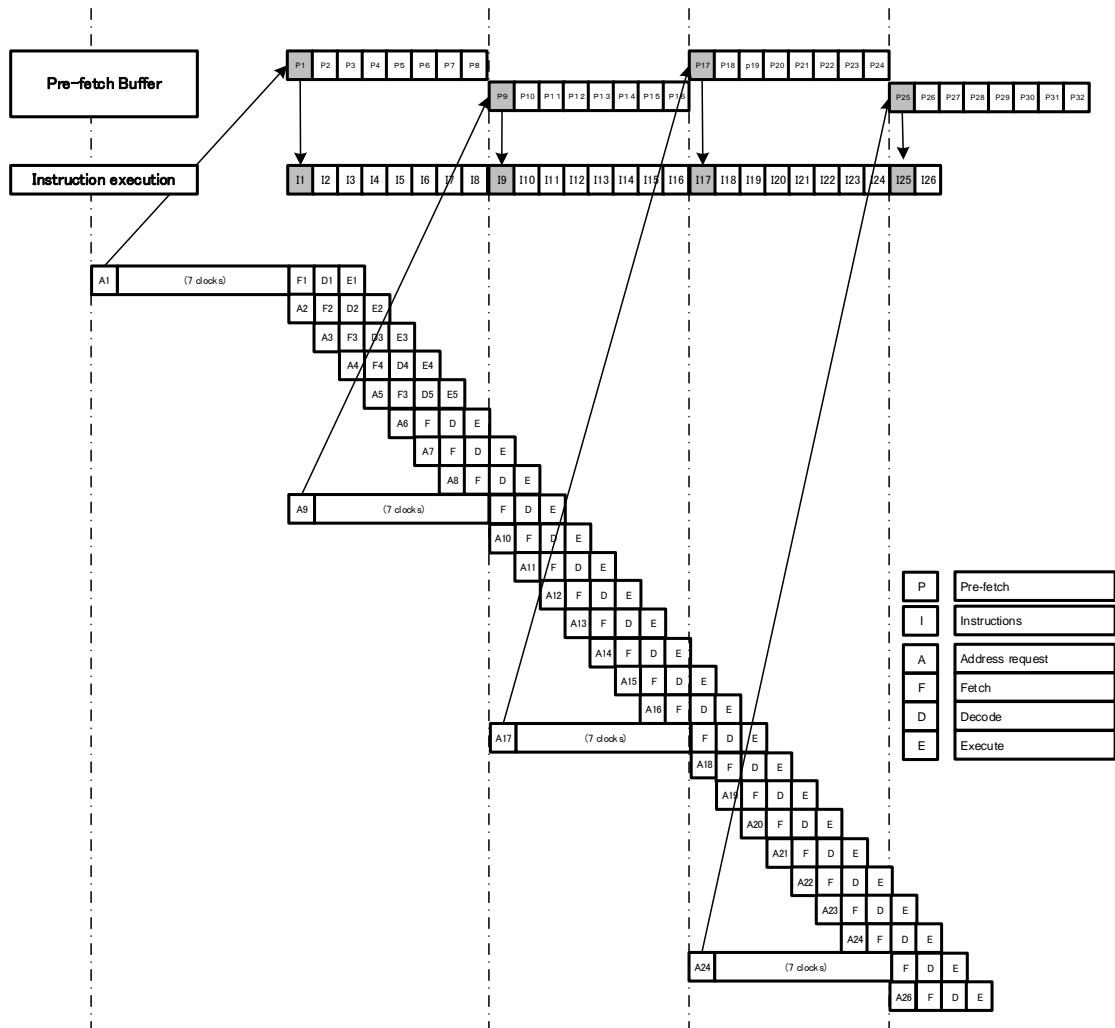 P1 P2 P3 P4 P5 P6 P7 P8 P17 P18 p19 P20 P21 P22 P23 P24
Pre-fetch Buffer
P9 P10 P11 P12 P13 P14 P15 P16 P25 P26 P27 P28 P29 P30 P31 P32
Instruction execution I1 I2 I3 I4 I5 I6 I7 I8 I9 I10 I11 I12 I13 I14 I15 I16 I17 I18 I19 I20 I21 I22 I23 I24 I25 I26
A1 (7 clocks) F1 D1 E1
A2 F2 D2 E2
A3 F3 D3 E3
A4 F4 D4 E4
A5 F3 D5 E5
A6 F D E
A7 F D E
A8 F D E
A9 (7 clocks) F D E
A10 F D E
A11 F D E
A12 F D E
A13 F D E
A14 F D E
A15 F D E
A16 F D E
A17 (7 clocks) F D E
A18 F D E
A19 F D E
A20 F D E
A21 F D E
A22 F D E
A23 F D E
A24 F D E
A24 (7 clocks) F D E
A26 F D E
P Pre-fetch
I Instructions
A Address request
F Fetch
D Decode
E Execute